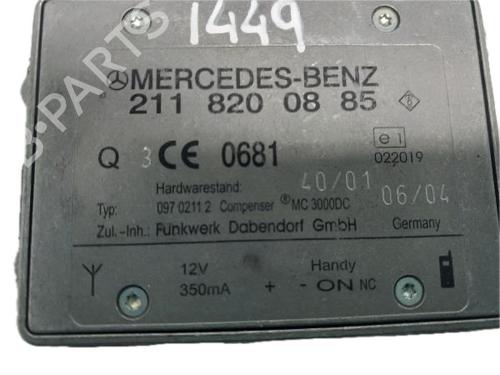 1449
MERCEDES-BENZ
211 820 08 85
Q 3 CE 0681 e1
022019
Hardwarestand: 40/01 06/04
Typ: 097 0211 2 Compenser ® MC 3000DC
Zul.-Inh.: Funkwerk Dabendorf GmbH Germany
12V Handy
350mA + - ON NC
B-PARTS